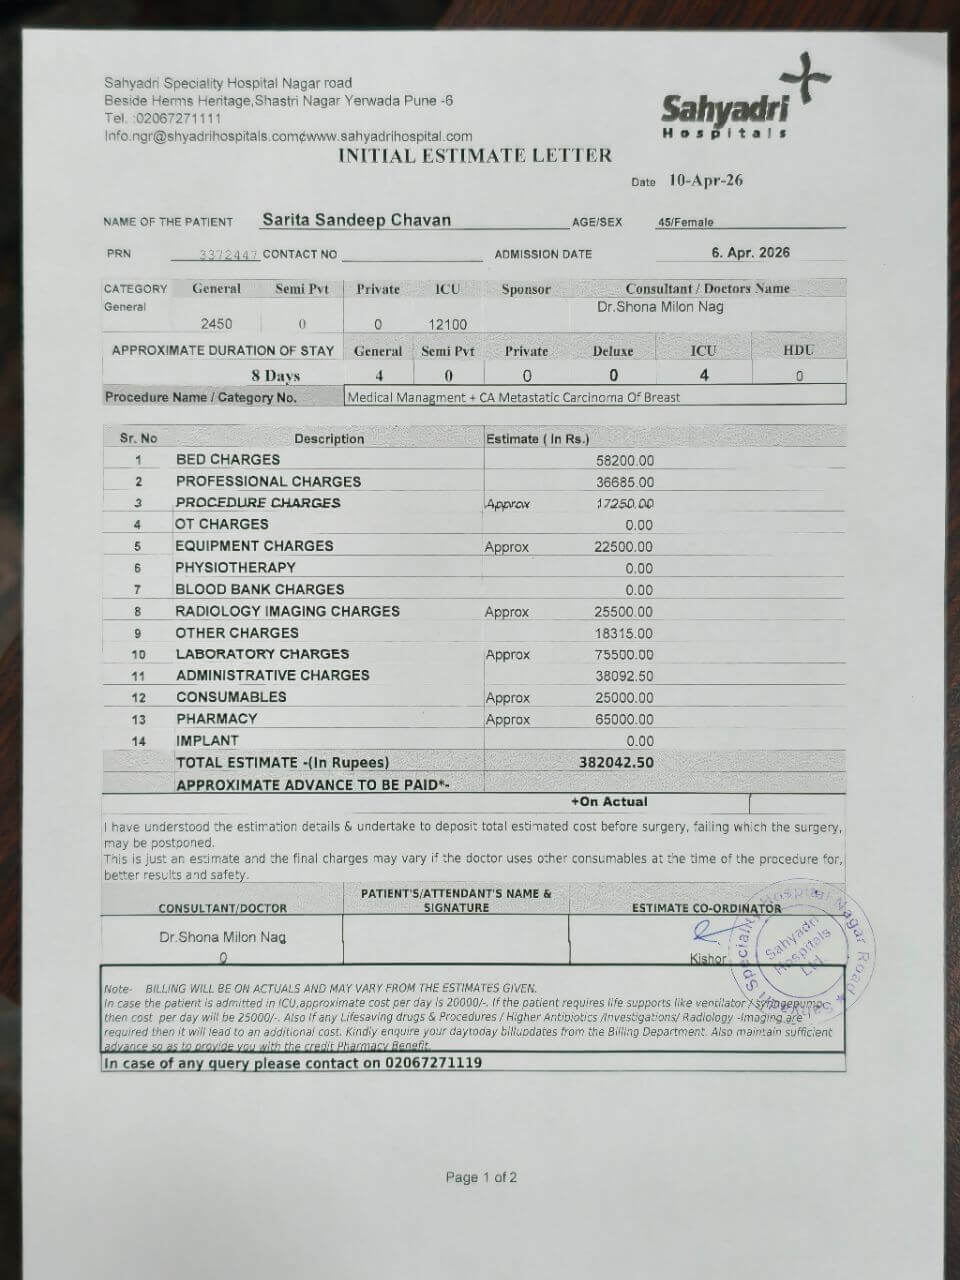 Sahyadri Speciality Hospital Nagar road
Beside Herms Heritage,Shastri Nagar Yerwada Pune -6
Tel. :02067271111
Info.ngr@shyadrihospitals.com¢www.sahyadrihospital.com
Sahyadri
Hospitals
INITIAL ESTIMATE LETTER
Date 10-Apr-26
NAME OF THE PATIENT Sarita Sandeep Chavan AGE/SEX 45/Female
PRN 3372447 CONTACT NO ADMISSION DATE 6. Apr. 2026
CATEGORY General Semi Pvt Private ICU Sponsor Consultant / Doctors Name
General Dr.Shona Milon Nag
2450 0 0 12100
APPROXIMATE DURATION OF STAY General Semi Pvt Private Deluxe ICU HDU
8 Days 4 0 0 0 4 0
Procedure Name / Category No. Medical Managment + CA Metastatic Carcinoma Of Breast
Sr. No Description Estimate ( In Rs.)
1 BED CHARGES 58200.00
2 PROFESSIONAL CHARGES 36685.00
3 PROCEDURE CHARGES Approx 17250.00
4 OT CHARGES 0.00
5 EQUIPMENT CHARGES Approx 22500.00
6 PHYSIOTHERAPY 0.00
7 BLOOD BANK CHARGES 0.00
8 RADIOLOGY IMAGING CHARGES Approx 25500.00
9 OTHER CHARGES 18315.00
10 LABORATORY CHARGES Approx 75500.00
11 ADMINISTRATIVE CHARGES 38092.50
12 CONSUMABLES Approx 25000.00
13 PHARMACY Approx 65000.00
14 IMPLANT 0.00
TOTAL ESTIMATE -(In Rupees) 382042.50
APPROXIMATE ADVANCE TO BE PAID*-
+On Actual
I have understood the estimation details & undertake to deposit total estimated cost before surgery, failing which the surgery,
may be postponed.
This is just an estimate and the final charges may vary if the doctor uses other consumables at the time of the procedure for,
better results and safety.
CONSULTANT/DOCTOR PATIENT'S/ATTENDANT'S NAME & SIGNATURE ESTIMATE CO-ORDINATOR
Dr.Shona Milon Nag
0 Kishor
Sahyadri Speciality Hospital Nagar Road
Sahyadri
Hospitals
Ltd.
Note- BILLING WILL BE ON ACTUALS AND MAY VARY FROM THE ESTIMATES GIVEN.
In case the patient is admitted in ICU,approximate cost per day is 20000/-. If the patient requires life supports like ventilator / syringepump,
then cost per day will be 25000/-. Also If any Lifesaving drugs & Procedures / Higher Antibiotics /Investigations/ Radiology -Imaging are
required then it will lead to an additional cost. Kindly enquire your daytoday billupdates from the Billing Department. Also maintain sufficient
advance so as to provide you with the credit Pharmacy Benefit.
In case of any query please contact on 02067271119
Page 1 of 2